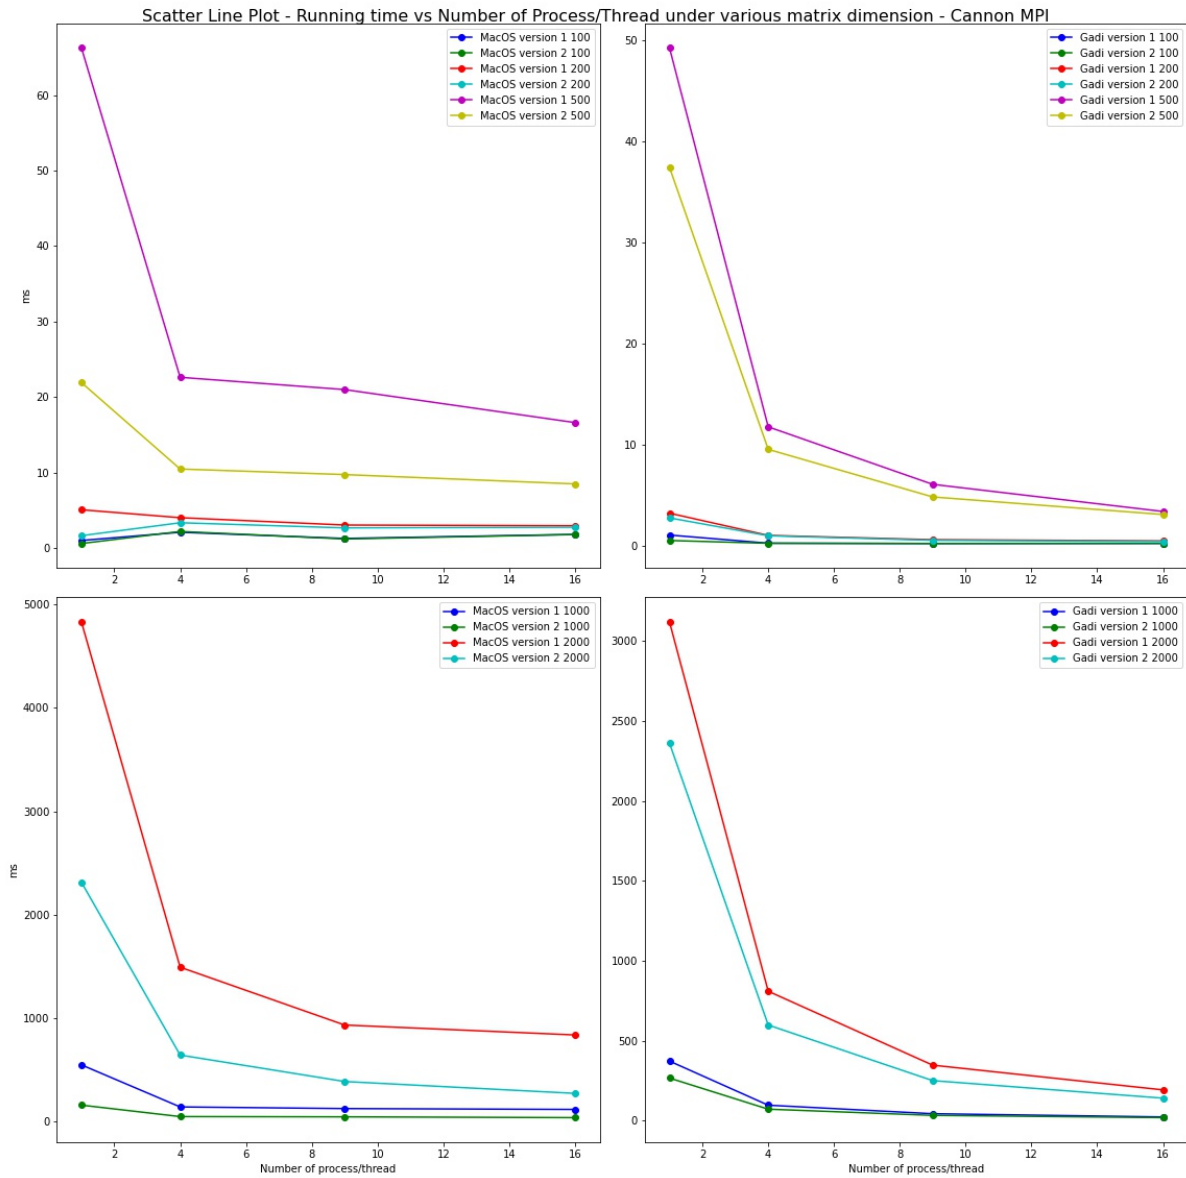 Scatter Line Plot - Running time vs Number of Process/Thread under various matrix dimension - Cannon MPI
MacOS version 1 100
MacOS version 2 100
MacOS version 1 200
MacOS version 2 200
MacOS version 1 500
MacOS version 2 500
60
50
40
30
20
10
0
ms
2 4 6 8 10 12 14 16
Gadi version 1 100
Gadi version 2 100
Gadi version 1 200
Gadi version 2 200
Gadi version 1 500
Gadi version 2 500
50
40
30
20
10
0
2 4 6 8 10 12 14 16
MacOS version 1 1000
MacOS version 2 1000
MacOS version 1 2000
MacOS version 2 2000
5000
4000
3000
2000
1000
0
ms
2 4 6 8 10 12 14 16
Number of process/thread
Gadi version 1 1000
Gadi version 2 1000
Gadi version 1 2000
Gadi version 2 2000
3000
2500
2000
1500
1000
500
0
2 4 6 8 10 12 14 16
Number of process/thread